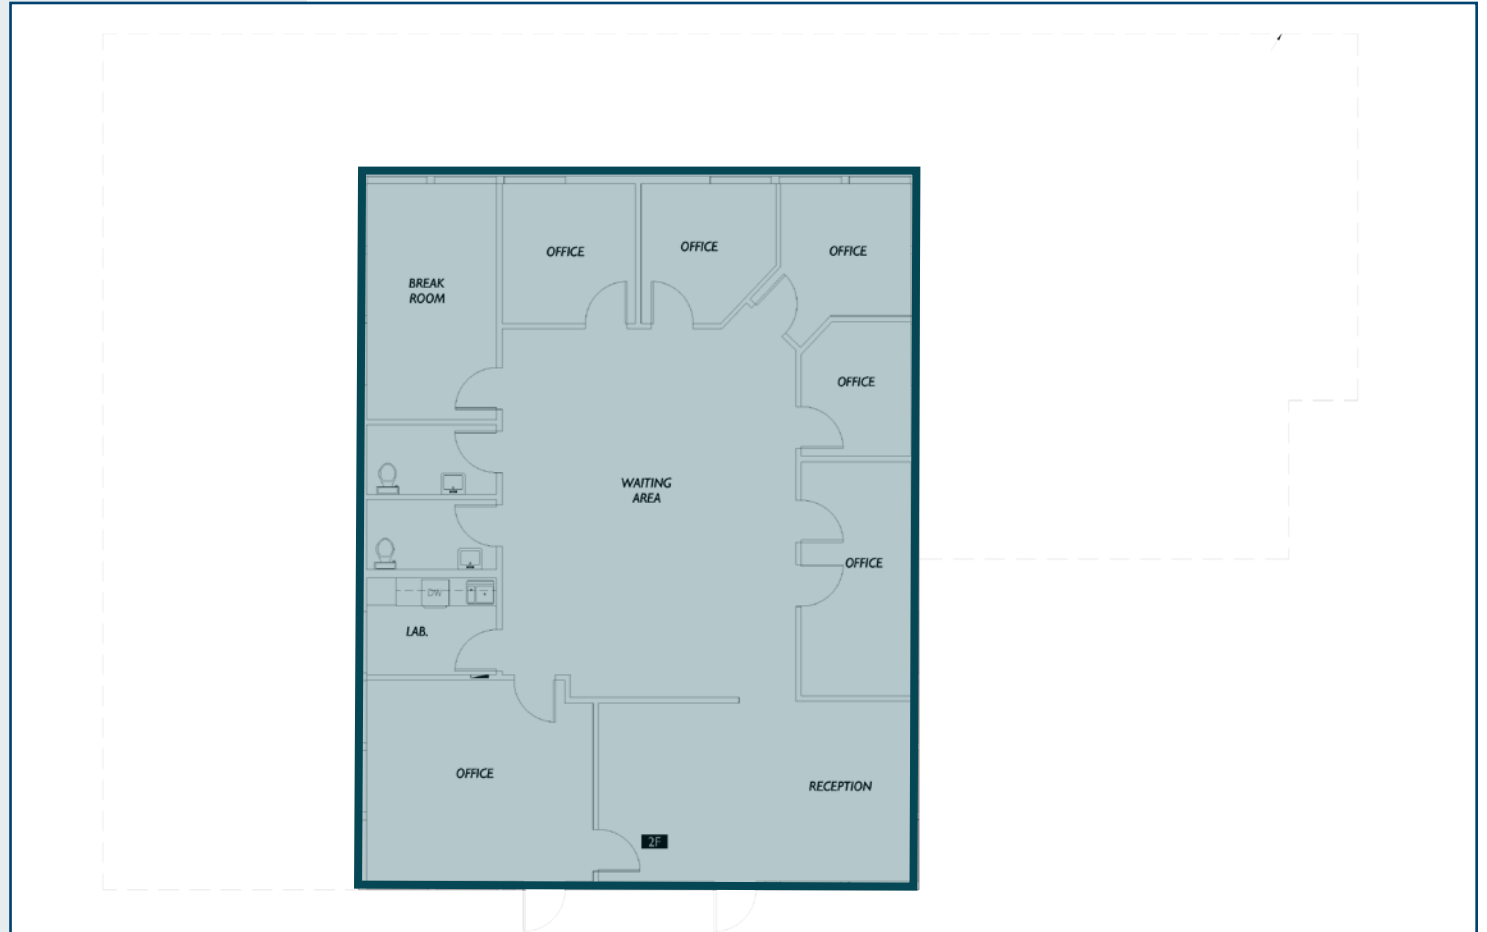 OFFICE
OFFICE
OFFICE
BREAK
ROOM
OFFICE
WAITING
AREA
OFFICE
DW
LAB.
OFFICE
RECEPTION
2F